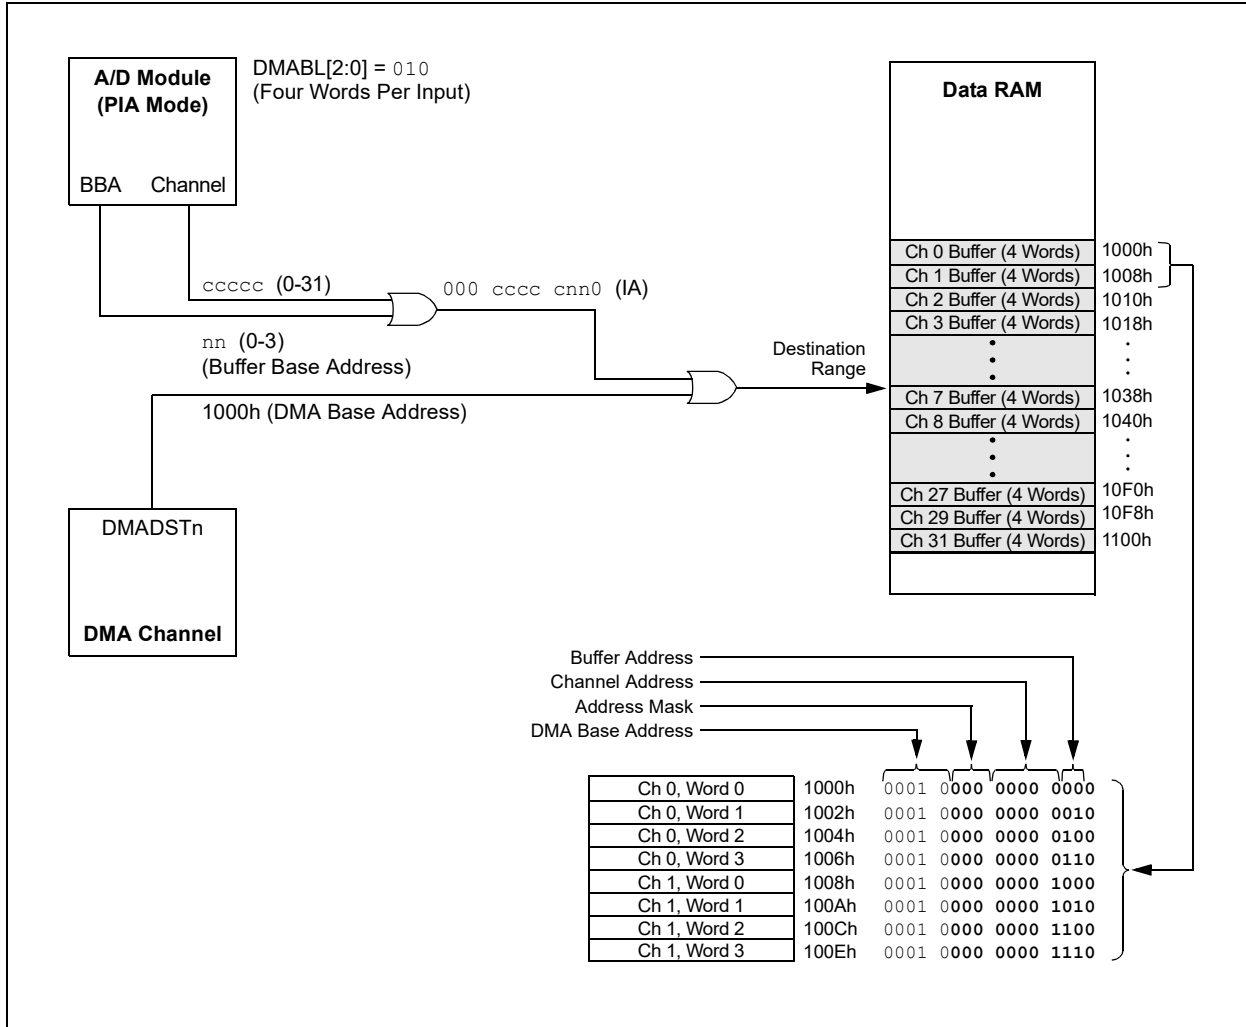 A/D Module
(PIA Mode)
BBA Channel
DMABL[2:0] = 010
(Four Words Per Input)
ccccc (0-31)
000 cccc cnn0 (IA)
nn (0-3)
(Buffer Base Address)
1000h (DMA Base Address)
DMADSTn
DMA Channel
Destination
Range
Data RAM
Ch 0 Buffer (4 Words) 1000h
Ch 1 Buffer (4 Words) 1008h
Ch 2 Buffer (4 Words) 1010h
Ch 3 Buffer (4 Words) 1018h
Ch 7 Buffer (4 Words) 1038h
Ch 8 Buffer (4 Words) 1040h
Ch 27 Buffer (4 Words) 10F0h
Ch 29 Buffer (4 Words) 10F8h
Ch 31 Buffer (4 Words) 1100h
Buffer Address
Channel Address
Address Mask
DMA Base Address
Ch 0, Word 0 1000h 0001 0000 0000 0000
Ch 0, Word 1 1002h 0001 0000 0000 0010
Ch 0, Word 2 1004h 0001 0000 0000 0100
Ch 0, Word 3 1006h 0001 0000 0000 0110
Ch 1, Word 0 1008h 0001 0000 0000 1000
Ch 1, Word 1 100Ah 0001 0000 0000 1010
Ch 1, Word 2 100Ch 0001 0000 0000 1100
Ch 1, Word 3 100Eh 0001 0000 0000 1110